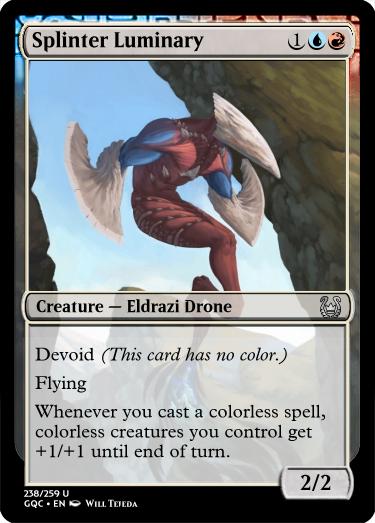 Splinter Luminary 1
Creature — Eldrazi Drone
Devoid (This card has no color.)
Flying
Whenever you cast a colorless spell,
colorless creatures you control get
+1/+1 until end of turn.
2/2
238/259 U
GQC • EN Will Tejeda